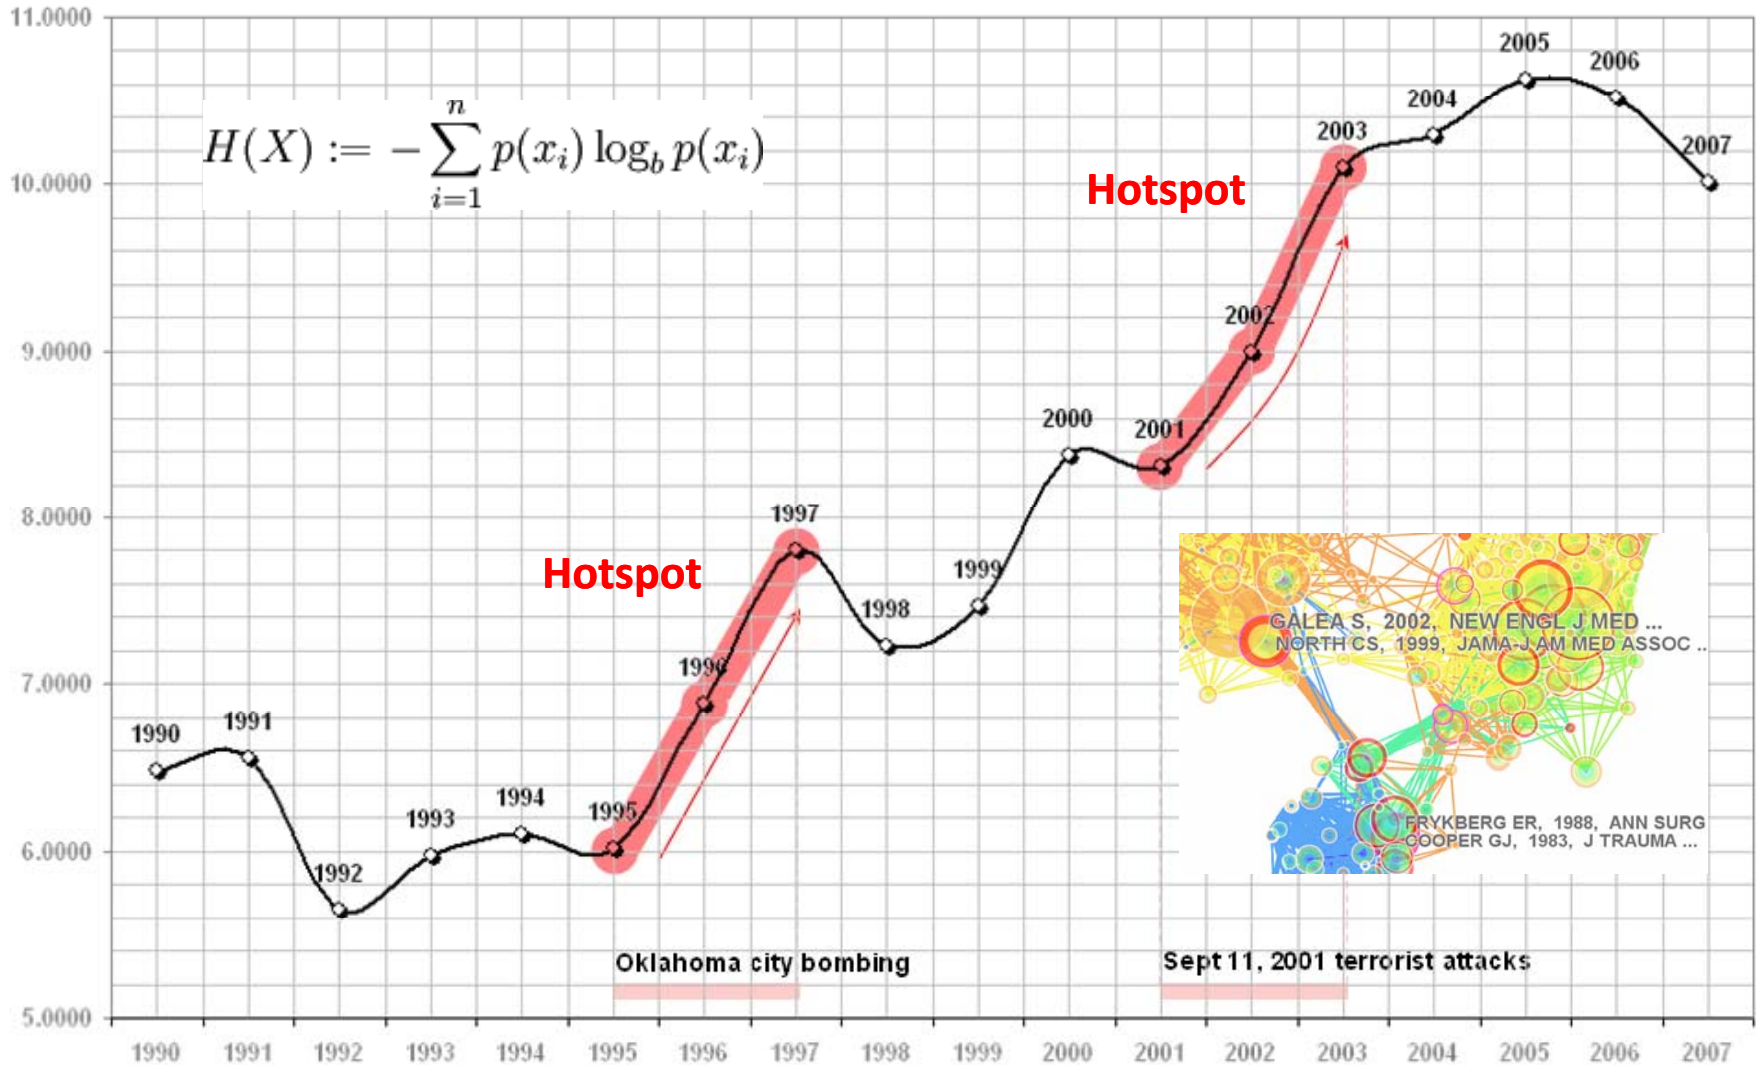 11.0000
10.0000
9.0000
8.0000
7.0000
6.0000
5.0000
H(X) := − ∑ p(xᵢ) log_b p(xᵢ)
n
i=1
Hotspot
Hotspot
1990
1991
1992
1993
1994
1995
1996
1997
1998
1999
2000
2001
2002
2003
2004
2005
2006
2007
GALEA S, 2002, NEW ENGL J MED ...
NORTH CS, 1999, JAMA-J AM MED ASSOC ..
FRYKBERG ER, 1988, ANN SURG
COOPER GJ, 1983, J TRAUMA ...
Oklahoma city bombing
Sept 11, 2001 terrorist attacks
1990 1991 1992 1993 1994 1995 1996 1997 1998 1999 2000 2001 2002 2003 2004 2005 2006 2007